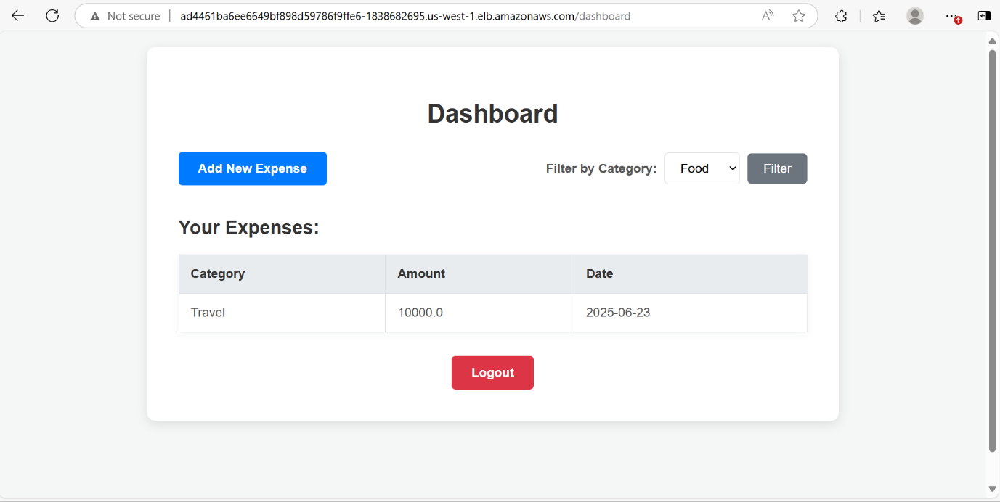 Not secure ad4461ba6ee6649bf898d59786f9ffe6-1838682695.us-west-1.elb.amazonaws.com/dashboard
Dashboard
Add New Expense Filter by Category: Food Filter
Your Expenses:
Category Amount Date
Travel 10000.0 2025-06-23
Logout